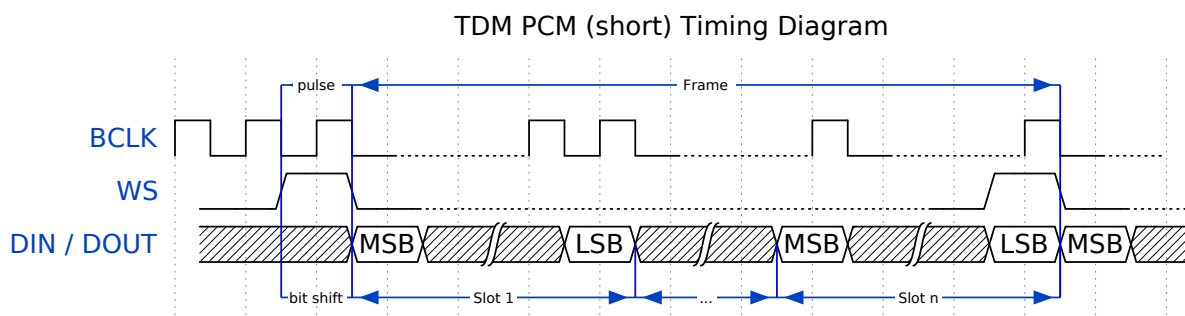 TDM PCM (short) Timing Diagram
pulse Frame
BCLK
WS
DIN / DOUT MSB LSB MSB LSB MSB
bit shift Slot 1 ... Slot n